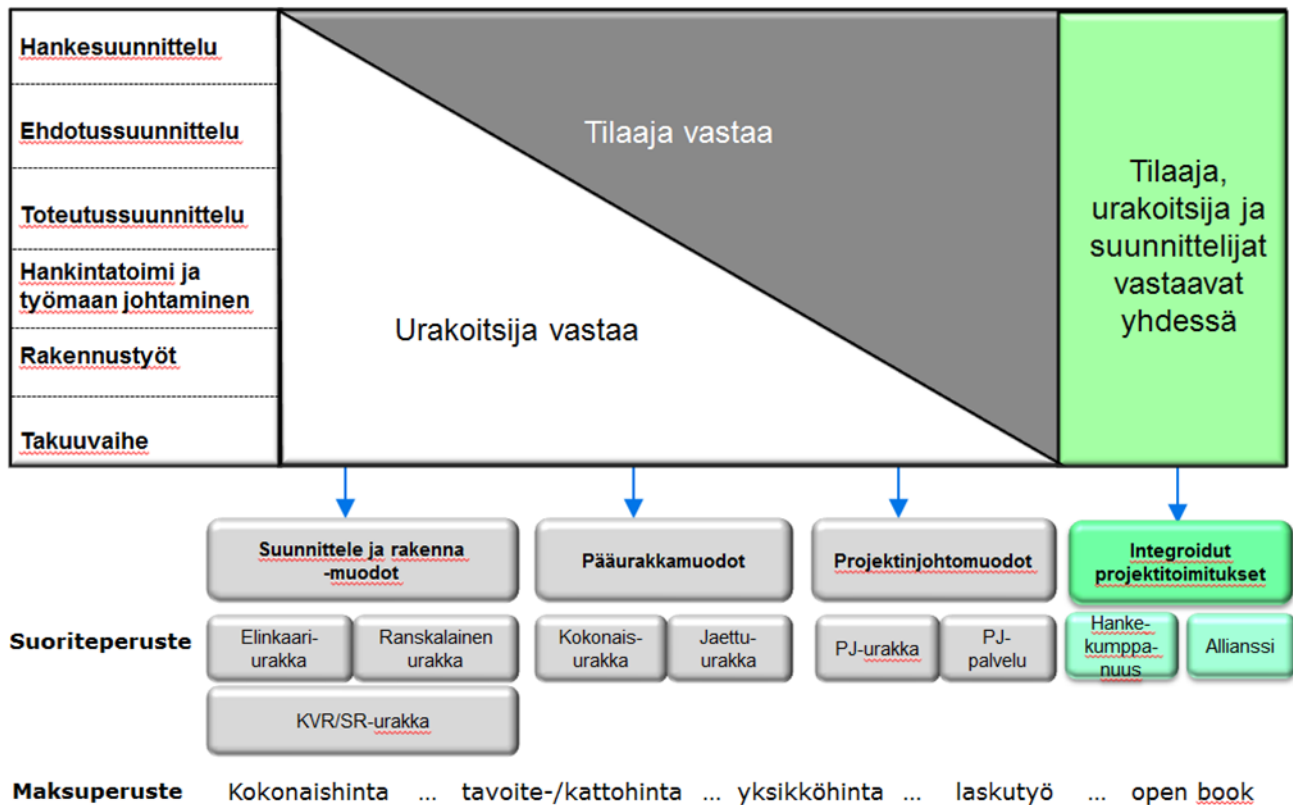 Hankesuunnittelu
Ehdotussuunnittelu
Toteutussuunnittelu
Hankintatoimi ja
työmaan johtaminen
Rakennustyöt
Takuuvaihe
Tilaaja vastaa
Urakoitsija vastaa
Tilaaja,
urakoitsija ja
suunnittelijat
vastaavat
yhdessä
Suunnittele ja rakenna
-muodot
Pääurakkamuodot
Projektinjohtomuodot
Integroidut
projektitoimitukset
Suoriteperuste
Elinkaari-
urakka
Ranskalainen
urakka
Kokonais-
urakka
Jaettu-
urakka
PJ-urakka
PJ-
palvelu
Hanke-
kumppa-
nuus
Allianssi
KVR/SR-urakka
Maksuperuste Kokonaishinta ... tavoite-/kattohinta ... yksikköhinta ... laskutyö ... open book